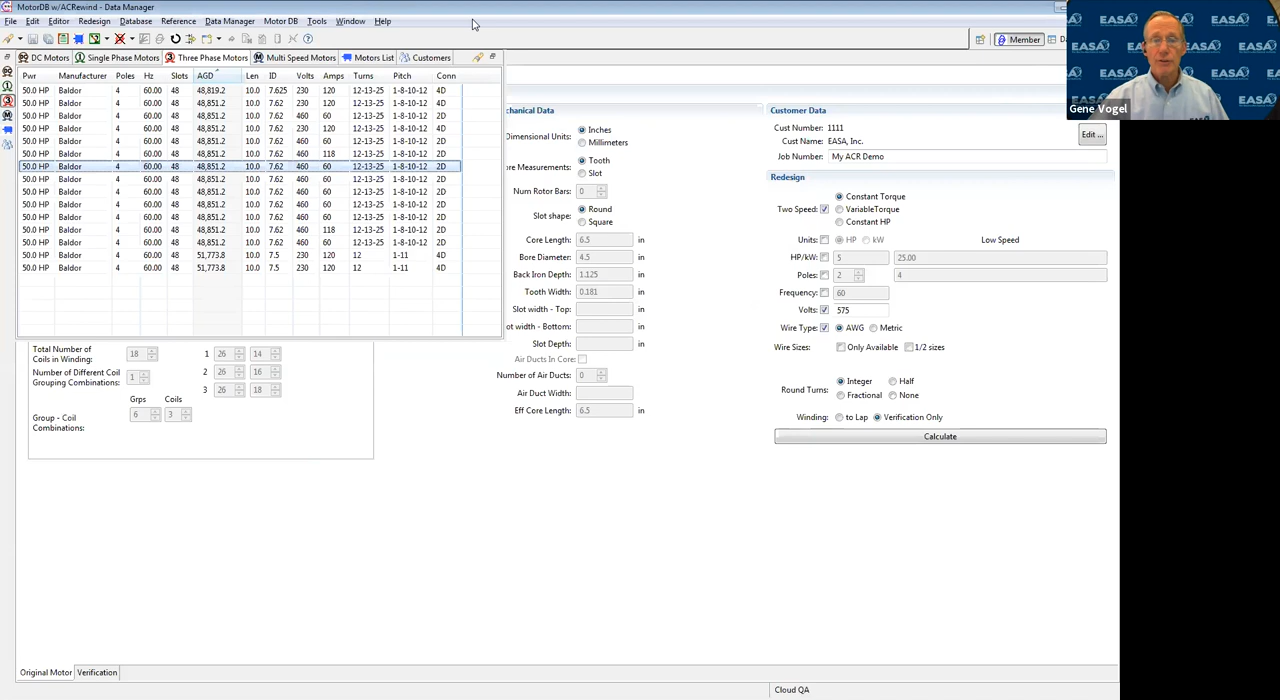 MotorDB w/ACRewind - Data Manager
File Edit Editor Redesign Database Reference Data Manager Motor DB Tools Window Help
Member Da
DC Motors Single Phase Motors Three Phase Motors Multi Speed Motors Motors List Customers
Pwr Manufacturer Poles Hz Slots AGD Len ID Volts Amps Turns Pitch Conn
50.0 HP Baldor 4 60.00 48 48,819.2 10.0 7.625 230 120 12-13-25 1-8-10-12 4D
50.0 HP Baldor 4 60.00 48 48,851.2 10.0 7.62 230 120 12-13-25 1-8-10-12 4D
50.0 HP Baldor 4 60.00 48 48,851.2 10.0 7.62 460 60 12-13-25 1-8-10-12 2D
50.0 HP Baldor 4 60.00 48 48,851.2 10.0 7.62 230 120 12-13-25 1-8-10-12 4D
50.0 HP Baldor 4 60.00 48 48,851.2 10.0 7.62 460 60 12-13-25 1-8-10-12 2D
50.0 HP Baldor 4 60.00 48 48,851.2 10.0 7.62 460 118 12-13-25 1-8-10-12 2D
50.0 HP Baldor 4 60.00 48 48,851.2 10.0 7.62 460 60 12-13-25 1-8-10-12 2D
50.0 HP Baldor 4 60.00 48 48,851.2 10.0 7.62 460 60 12-13-25 1-8-10-12 2D
50.0 HP Baldor 4 60.00 48 48,851.2 10.0 7.62 460 60 12-13-25 1-8-10-12 2D
50.0 HP Baldor 4 60.00 48 48,851.2 10.0 7.62 460 60 12-13-25 1-8-10-12 2D
50.0 HP Baldor 4 60.00 48 48,851.2 10.0 7.62 460 60 12-13-25 1-8-10-12 2D
50.0 HP Baldor 4 60.00 48 48,851.2 10.0 7.62 460 118 12-13-25 1-8-10-12 2D
50.0 HP Baldor 4 60.00 48 48,851.2 10.0 7.62 460 60 12-13-25 1-8-10-12 2D
50.0 HP Baldor 4 60.00 48 51,773.8 10.0 7.5 230 120 12 1-11 4D
50.0 HP Baldor 4 60.00 48 51,773.8 10.0 7.5 230 120 12 1-11 4D
Total Number of
Coils in Winding: 18
Number of Different Coil
Grouping Combinations: 1
1 26 14
2 26 16
3 26 18
Grps Coils
Group - Coil
Combinations: 6 3
chanical Data
Dimensional Units: Inches
Millimeters
ore Measurements: Tooth
Slot
Num Rotor Bars: 0
Slot shape: Round
Square
Core Length: 6.5 in
Bore Diameter: 4.5 in
Back Iron Depth: 1.125 in
Tooth Width: 0.181 in
Slot width - Top: in
ot width - Bottom: in
Slot Depth: in
Air Ducts In Core:
Number of Air Ducts: 0
Air Duct Width: in
Eff Core Length: 6.5 in
Customer Data
Cust Number: 1111
Cust Name: EASA, Inc.
Edit ...
Job Number: My ACR Demo
Redesign
Two Speed: Constant Torque
VariableTorque
Constant HP
Units: HP kW Low Speed
HP/kW: 5 25.00
Poles: 2 4
Frequency: 60
Volts: 575
Wire Type: AWG Metric
Wire Sizes: Only Available 1/2 sizes
Round Turns: Integer Half
Fractional None
Winding: to Lap Verification Only
Calculate
Original Motor Verification
Cloud QA
EASA EASA
EASA
EASA
EASA
Gene Vogel